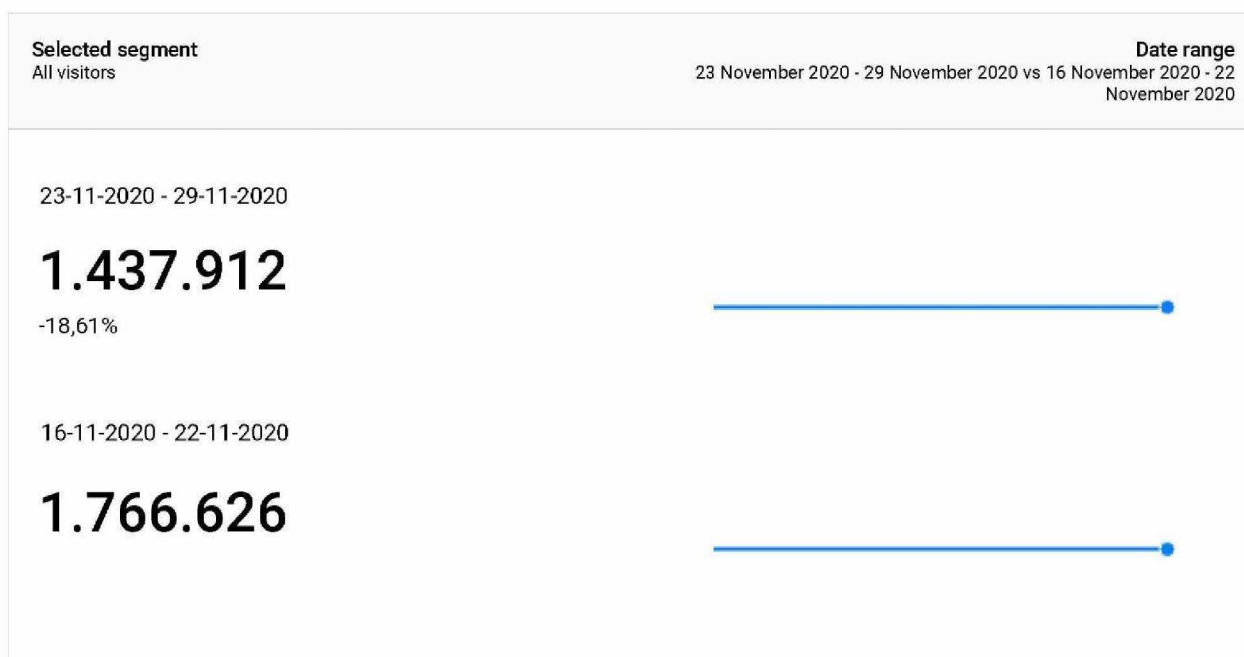 Selected segment
All visitors
Date range
23 November 2020 - 29 November 2020 vs 16 November 2020 - 22
November 2020
23-11-2020 - 29-11-2020
1.437.912
-18,61%
16-11-2020 - 22-11-2020
1.766.626